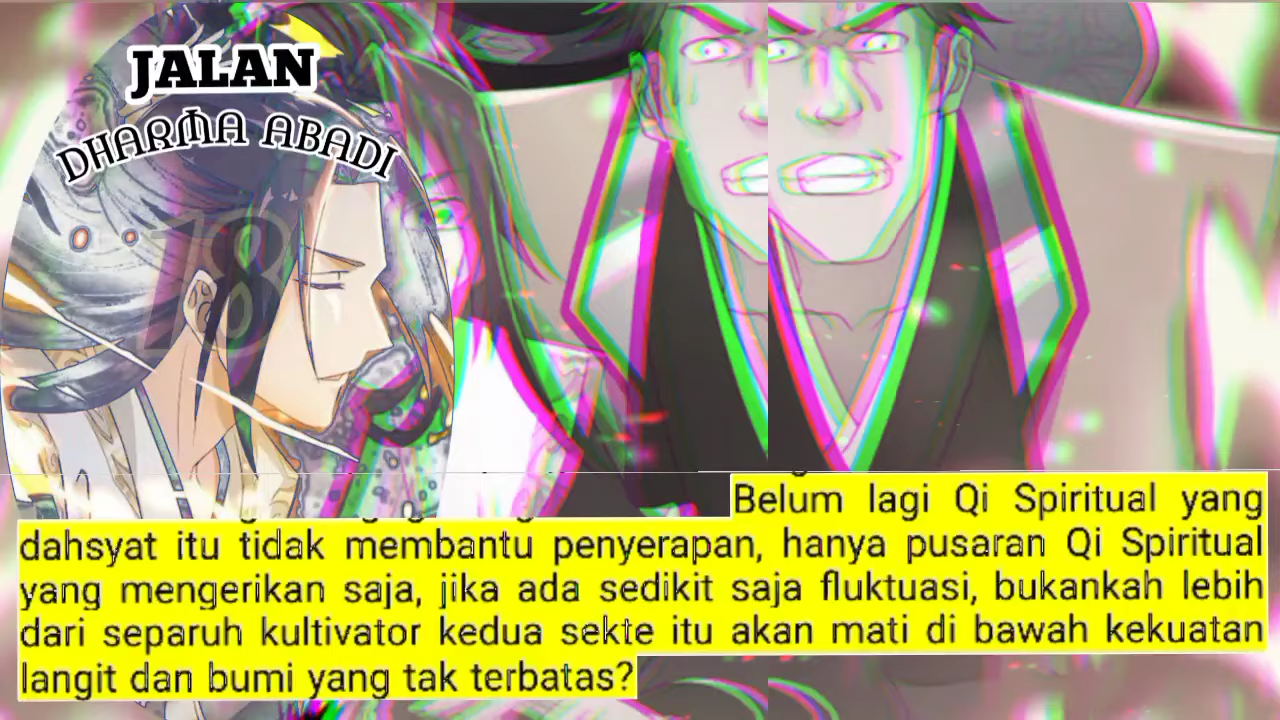 JALAN
DHARMA ABADI
18
Belum lagi Qi Spiritual yang
dahsyat itu tidak membantu penyerapan, hanya pusaran Qi Spiritual
yang mengerikan saja, jika ada sedikit saja fluktuasi, bukankah lebih
dari separuh kultivator kedua sekte itu akan mati di bawah kekuatan
langit dan bumi yang tak terbatas?